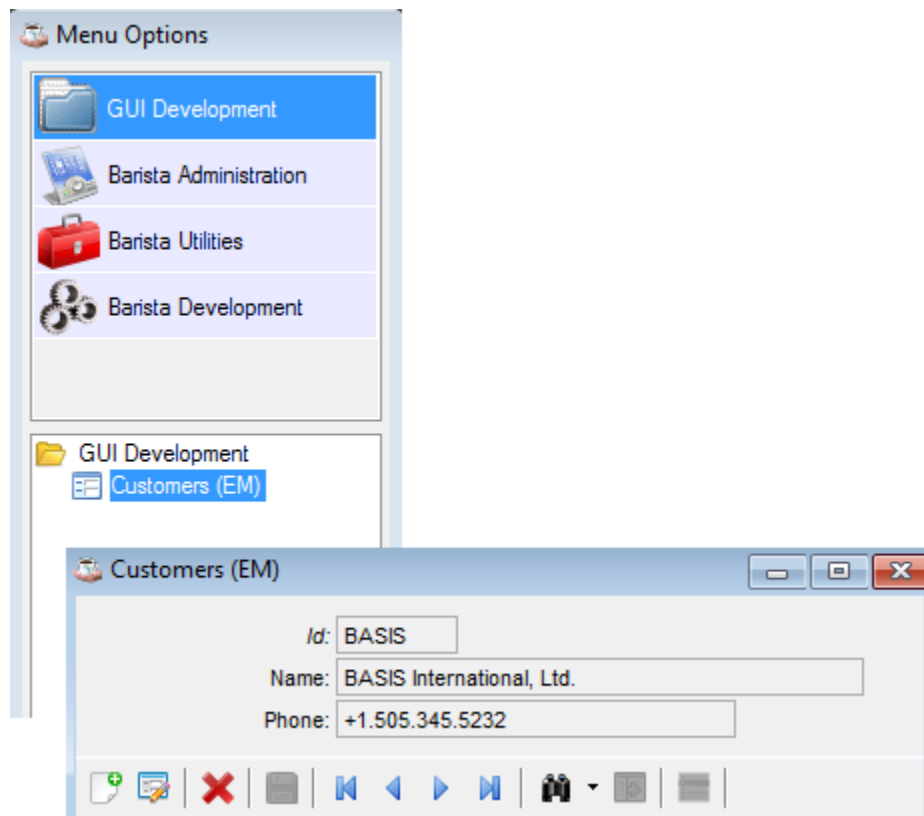 Menu Options
GUI Development
Barista Administration
Barista Utilities
Barista Development
GUI Development
Customers (EM)
Customers (EM)
Id: BASIS
Name: BASIS International, Ltd.
Phone: +1.505.345.5232